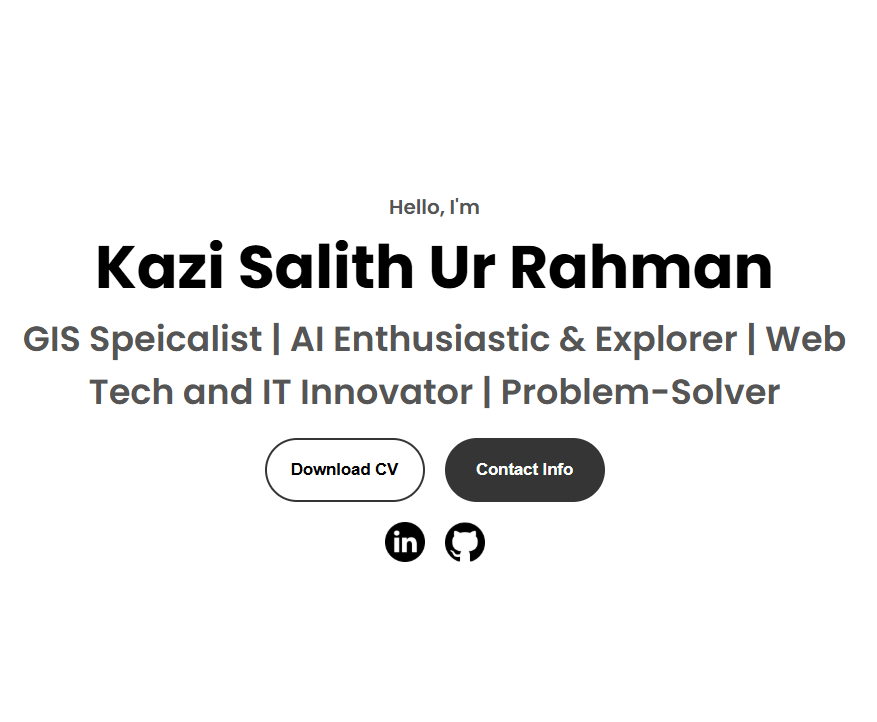 Hello, I'm
Kazi Salith Ur Rahman
GIS Speicalist | AI Enthusiastic & Explorer | Web
Tech and IT Innovator | Problem-Solver
Download CV
Contact Info
in